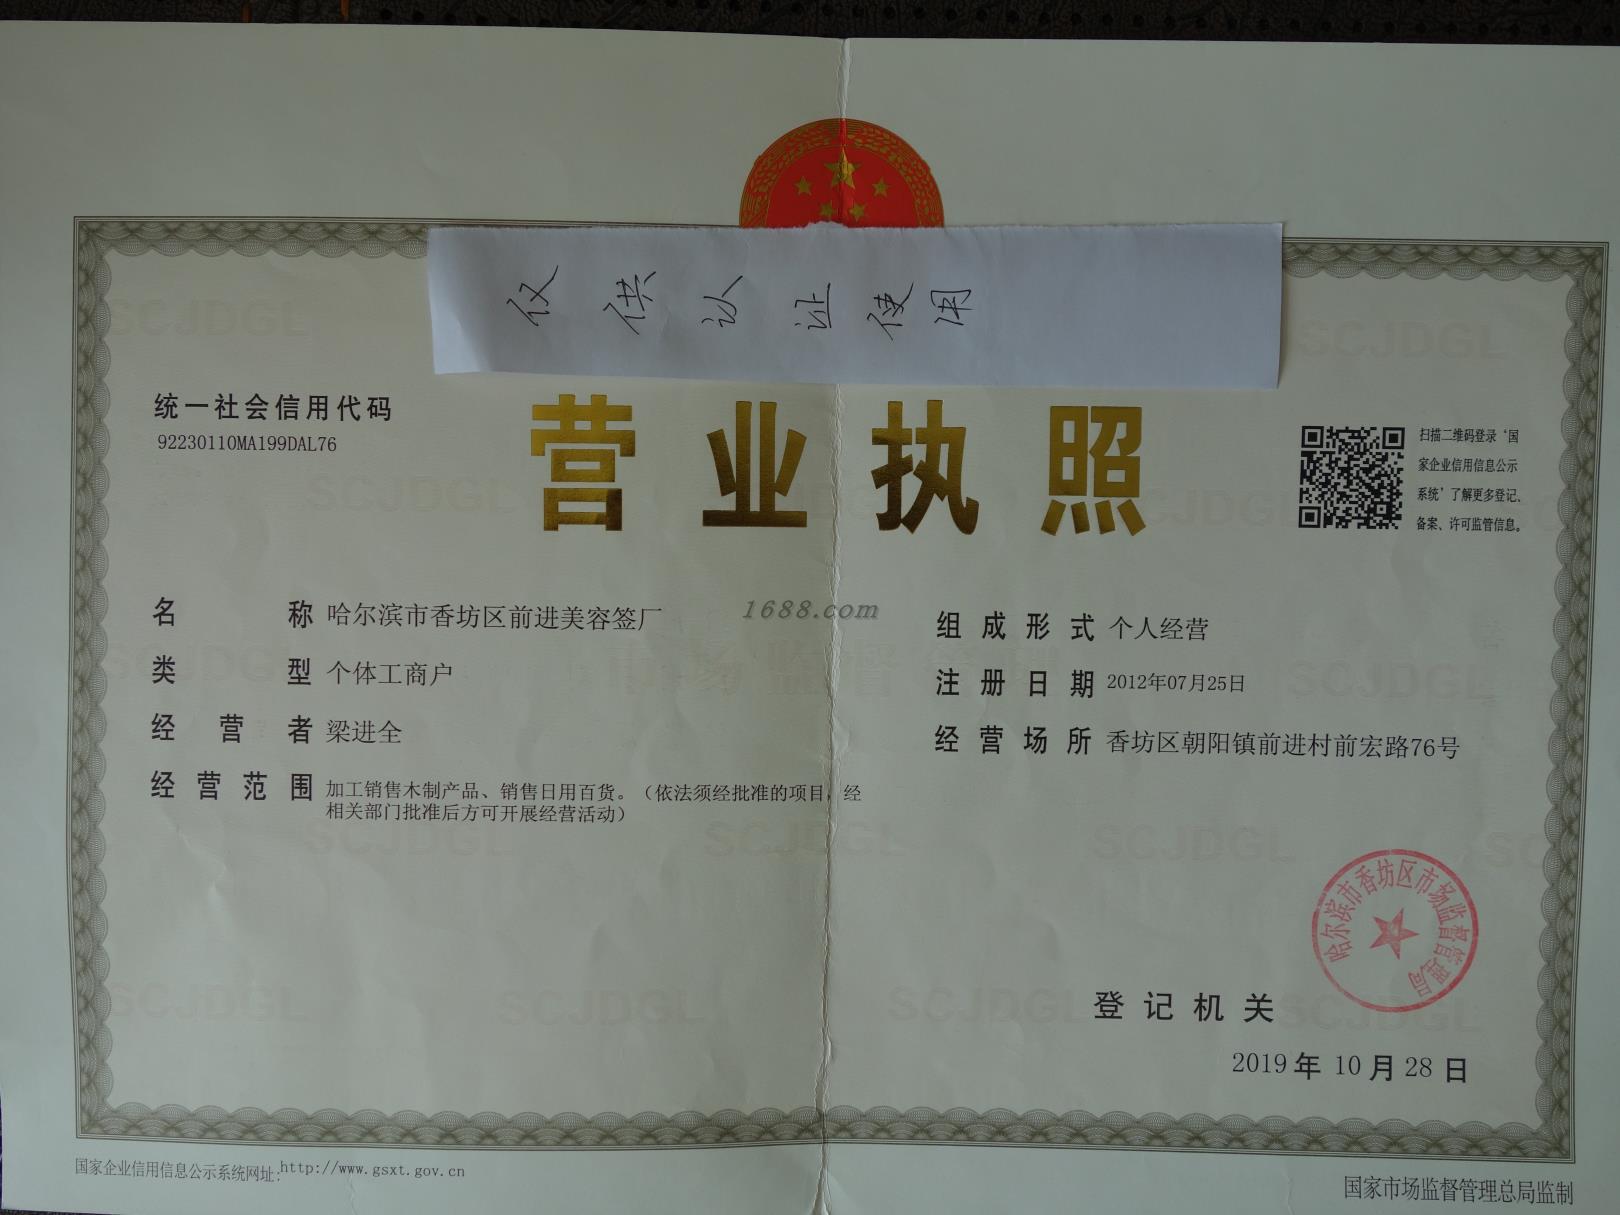 仅供认证使用
统一社会信用代码
92230110MA199DAL76
营业执照
扫描二维码登录‘国
家企业信用信息公示
系统’了解更多登记、
备案、许可监管信息。
名称 哈尔滨市香坊区前进美容签厂
类型 个体工商户
经营者 梁进全
经营范围 加工销售木制产品、销售日用百货。（依法须经批准的项目，经
相关部门批准后方可开展经营活动）
1688.com
组成形式 个人经营
注册日期 2012年07月25日
经营场所 香坊区朝阳镇前进村前宏路76号
哈尔滨市香坊区市场监督管理局
登记机关
2019年10月28日
国家企业信用信息公示系统网址:http://www.gsxt.gov.cn
国家市场监督管理总局监制
SCJDGL